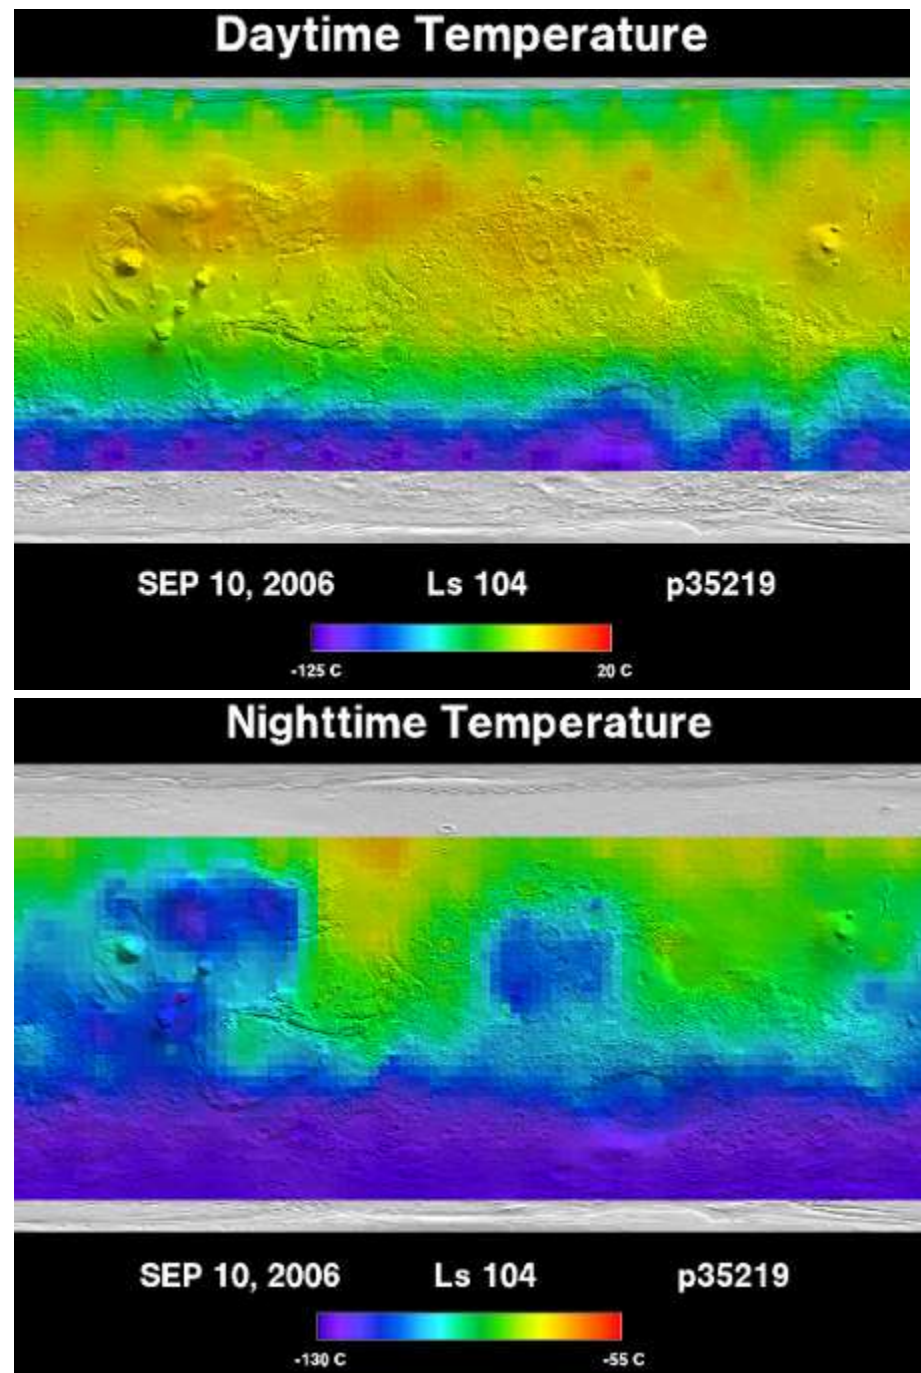 Daytime Temperature
SEP 10, 2006 Ls 104 p35219
-125 C 20 C
Nighttime Temperature
SEP 10, 2006 Ls 104 p35219
-130 C -55 C